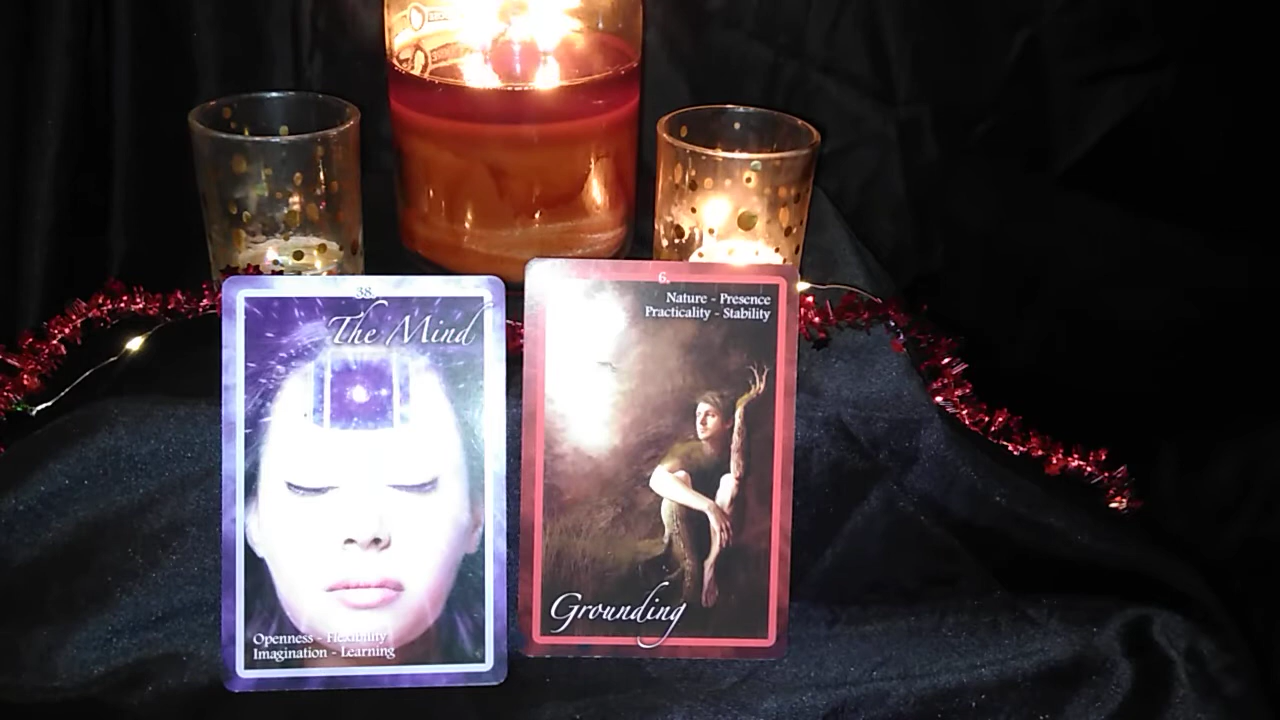 38.
The Mind
Openness - Flexibility
Imagination - Learning
6.
Nature - Presence
Practicality - Stability
Grounding